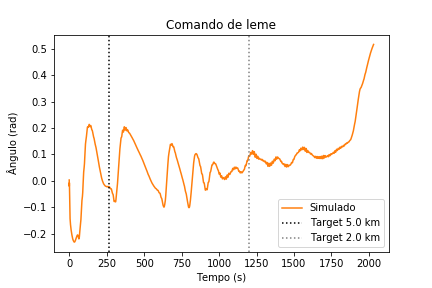 Comando de leme
Ângulo (rad)
0.5
0.4
0.3
0.2
0.1
0.0
−0.1
−0.2
Simulado
Target 5.0 km
Target 2.0 km
0 250 500 750 1000 1250 1500 1750 2000
Tempo (s)